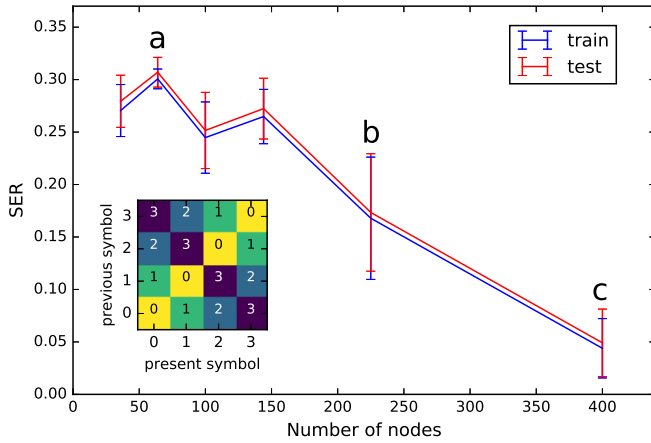 a
b
c
train
test
SER
0.35
0.30
0.25
0.20
0.15
0.10
0.05
0.00
0 50 100 150 200 250 300 350 400
Number of nodes
previous symbol
3 3 2 1 0
2 2 3 0 1
1 1 0 3 2
0 0 1 2 3
0 1 2 3
present symbol